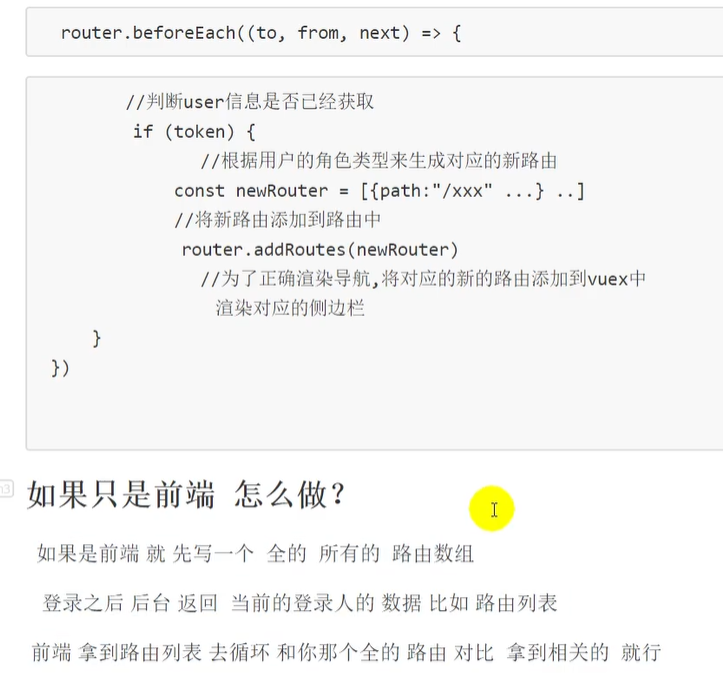 router.beforeEach((to, from, next) => {
//判断user信息是否已经获取
if (token) {
//根据用户的角色类型来生成对应的新路由
const newRouter = [{path:"/xxx" ...} ..]
//将新路由添加到路由中
router.addRoutes(newRouter)
//为了正确渲染导航,将对应的新的路由添加到vuex中
渲染对应的侧边栏
}
})
如果只是前端 怎么做?
如果是前端 就 先写一个 全的 所有的 路由数组
登录之后 后台 返回 当前的登录人的 数据 比如 路由列表
前端 拿到路由列表 去循环 和你那个全的 路由 对比 拿到相关的 就行